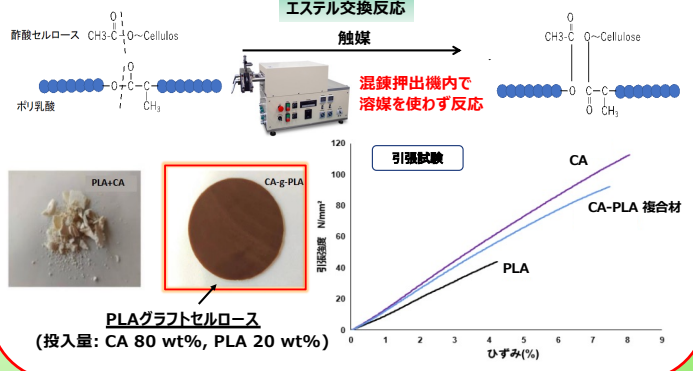 エステル交換反応
酢酸セルロース
O
CH3-C
O〜Cellulos
触媒
O
CH3-C
O〜Cellulose
O
O-C
CH3
ポリ乳酸
混錬押出機内で
溶媒を使わず反応
O
C
O
CH3
PLA+CA
CA-g-PLA
PLAグラフトセルロース
(投入量: CA 80 wt%, PLA 20 wt%)
引張試験
引張強度 N/mm²
120
100
80
60
40
20
0
CA
CA-PLA 複合材
PLA
0 1 2 3 4 5 6 7 8 9
ひずみ(%)